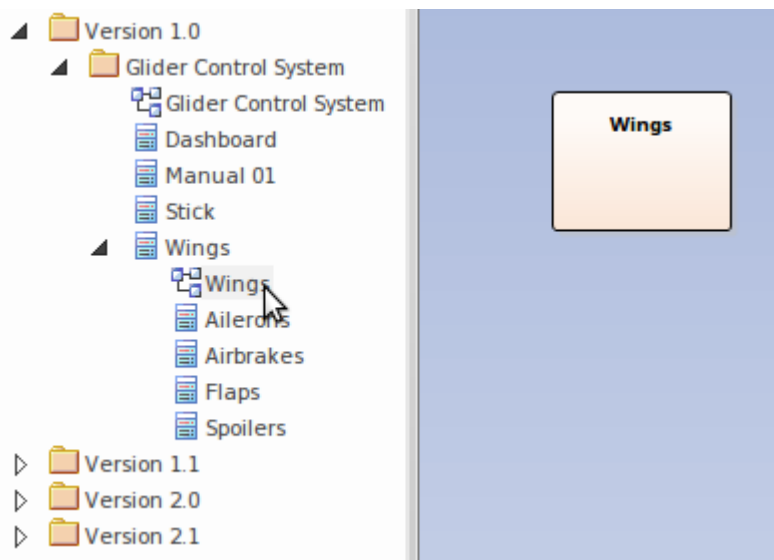 Version 1.0
Glider Control System
Glider Control System
Dashboard
Manual 01
Stick
Wings
Wings
Ailerons
Airbrakes
Flaps
Spoilers
Version 1.1
Version 2.0
Version 2.1
Wings